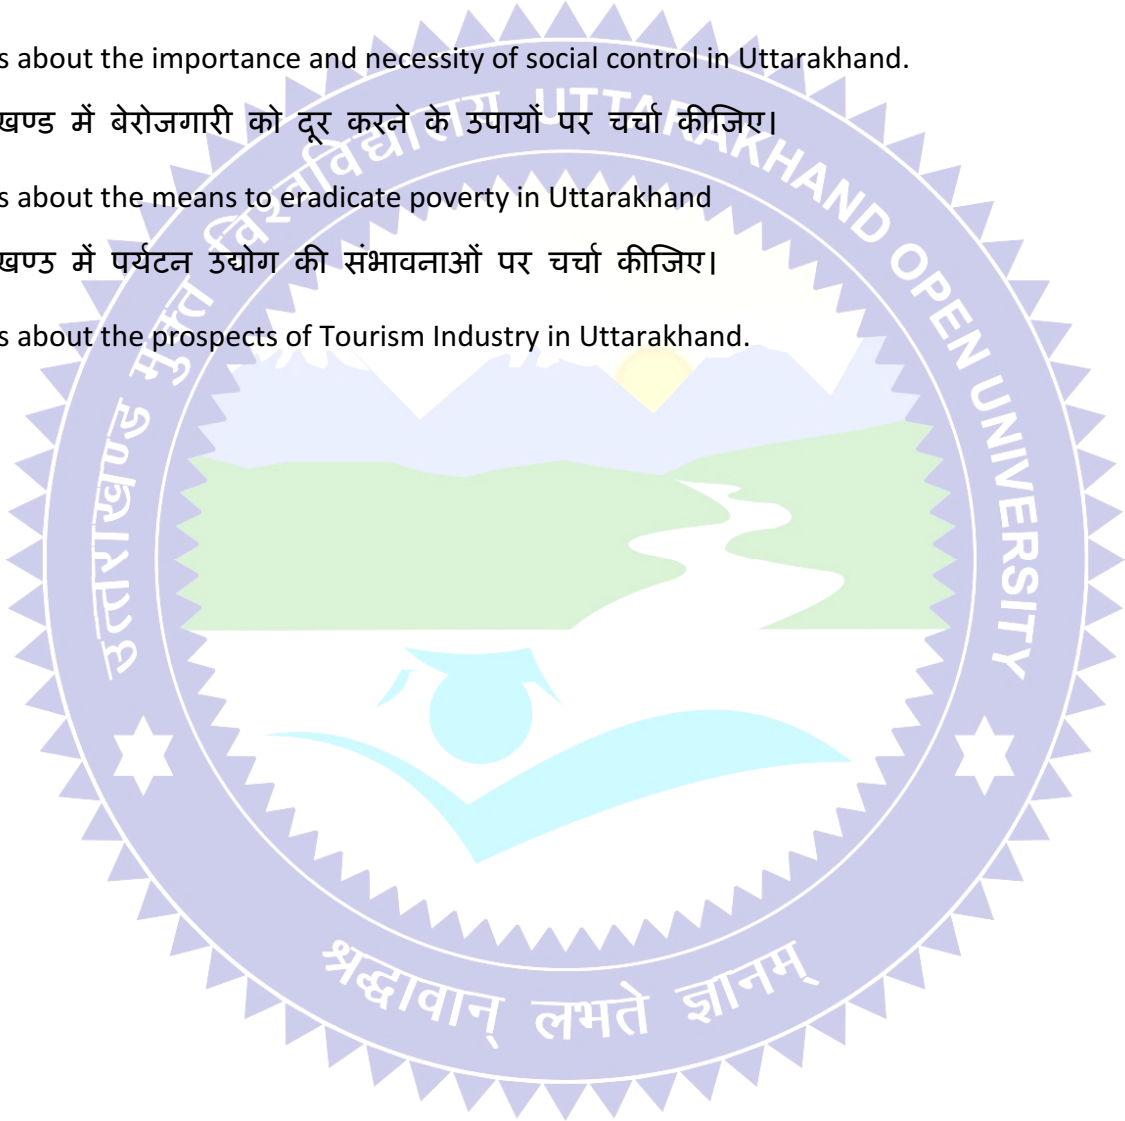 s about the importance and necessity of social control in Uttarakhand.
खण्ड में बेरोजगारी को दूर करने के उपायों पर चर्चा कीजिए।
s about the means to eradicate poverty in Uttarakhand
खण्उ में पर्यटन उद्योग की संभावनाओं पर चर्चा कीजिए।
s about the prospects of Tourism Industry in Uttarakhand.
उत्तराखण्ड मुक्त विश्वविद्यालय
UTTARAKHAND OPEN UNIVERSITY
श्रद्धावान् लभते ज्ञानम्